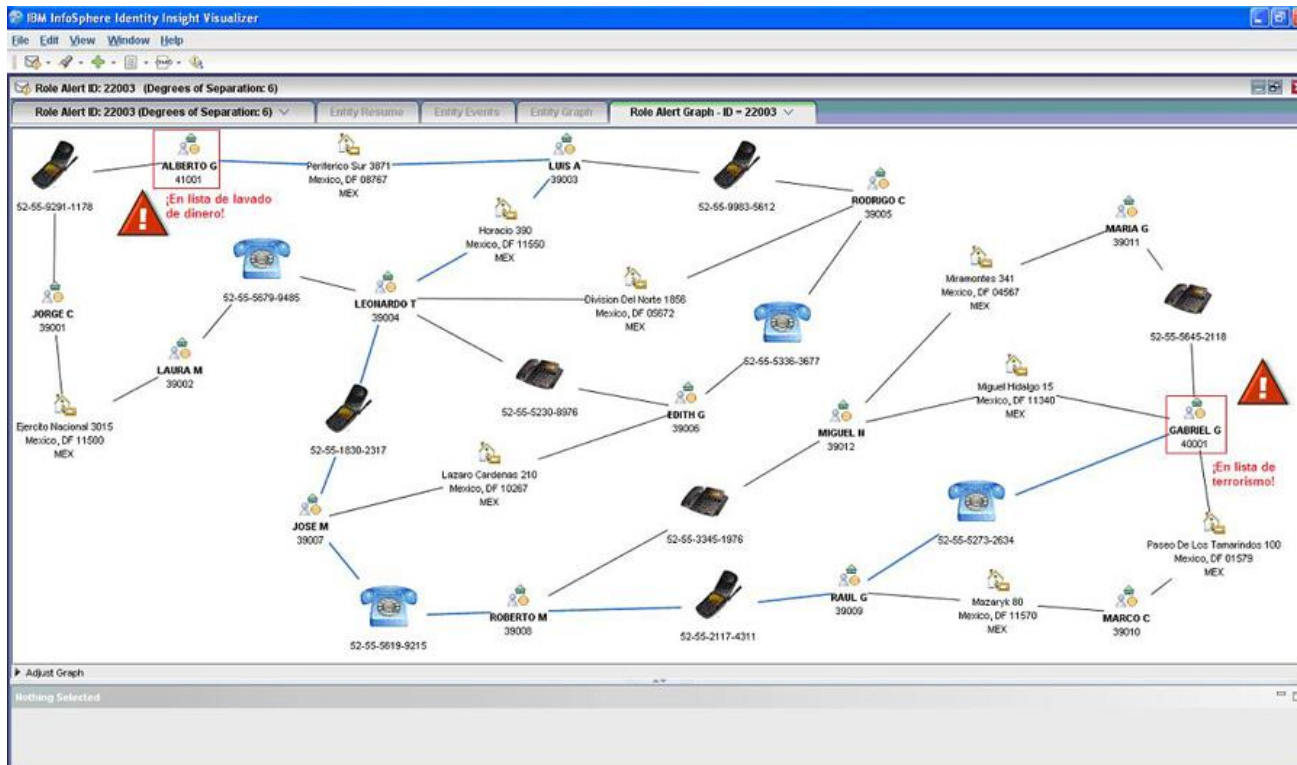 IBM InfoSphere Identity Insight Visualizer
File Edit View Window Help
Role Alert ID: 22003 (Degrees of Separation: 6)
Role Alert ID: 22003 (Degrees of Separation: 6)
Entity Resume
Entity Events
Entity Graph
Role Alert Graph - ID = 22003
ALBERTO G
41001
¡En lista de lavado
de dinero!
Periferico Sur 3871
Mexico, DF 08767
MEX
LUIS A
39003
52-55-9291-1178
52-55-9983-5612
RODRIGO C
39005
MARIA G
39011
Horacio 390
Mexico, DF 11550
MEX
52-55-5679-9485
LEONARDO T
39004
Division Del Norte 1856
Mexico, DF 05672
MEX
Miramontes 341
Mexico, DF 04567
MEX
JORGE C
39001
52-55-5645-2118
LAURA M
39002
52-55-5336-3677
52-55-5230-8976
EDITH G
39006
Miguel Hidalgo 15
Mexico, DF 11340
MEX
MIGUEL N
39012
GABRIEL G
40001
¡En lista de
terrorismo!
Ejercito Nacional 3015
Mexico, DF 11500
MEX
52-55-1830-2317
Lazaro Cardenas 210
Mexico, DF 10267
MEX
JOSE M
39007
52-55-3345-1976
52-55-5273-2634
Paseo De Los Tamarindos 100
Mexico, DF 01579
MEX
52-55-5619-9215
ROBERTO M
39008
52-55-2117-4311
RAUL G
39009
Mazaryk 80
Mexico, DF 11570
MEX
MARCO C
39010
Adjust Graph
Nothing Selected